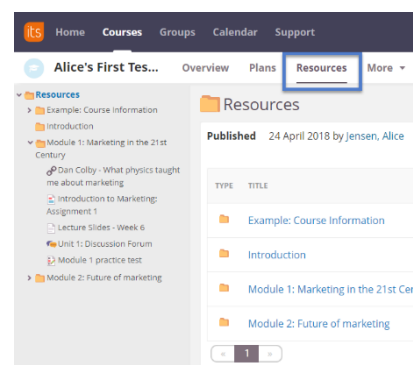 its Home Courses Groups Calendar Support
Alice's First Tes... Overview Plans Resources More
Resources
Example: Course Information
Introduction
Module 1: Marketing in the 21st
Century
Dan Colby - What physics taught
me about marketing
Introduction to Marketing:
Assignment 1
Lecture Slides - Week 6
Unit 1: Discussion Forum
Module 1 practice test
Module 2: Future of marketing
Resources
Published 24 April 2018 by Jensen, Alice
TYPE TITLE
Example: Course Information
Introduction
Module 1: Marketing in the 21st Cer
Module 2: Future of marketing
« 1 »